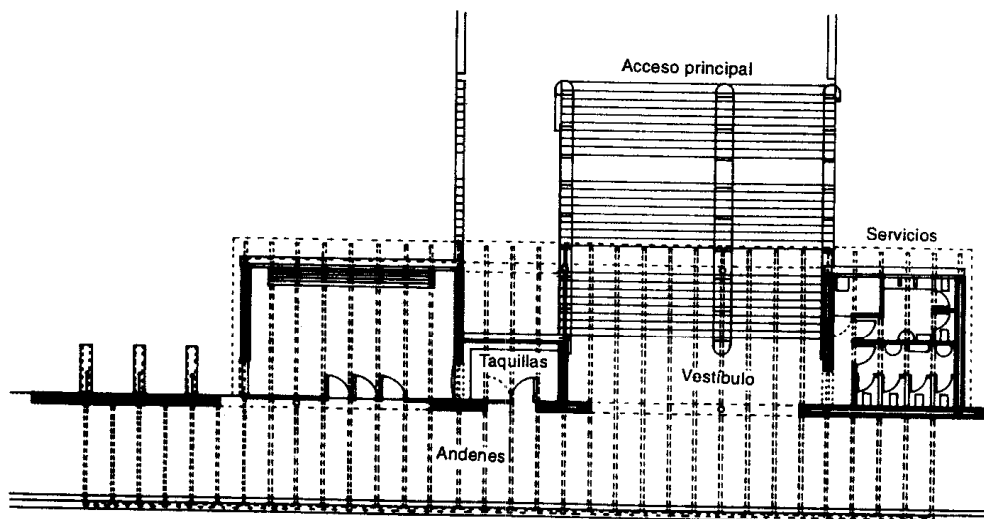 Acceso principal
Servicios
Taquillas
Vestíbulo
Andenes